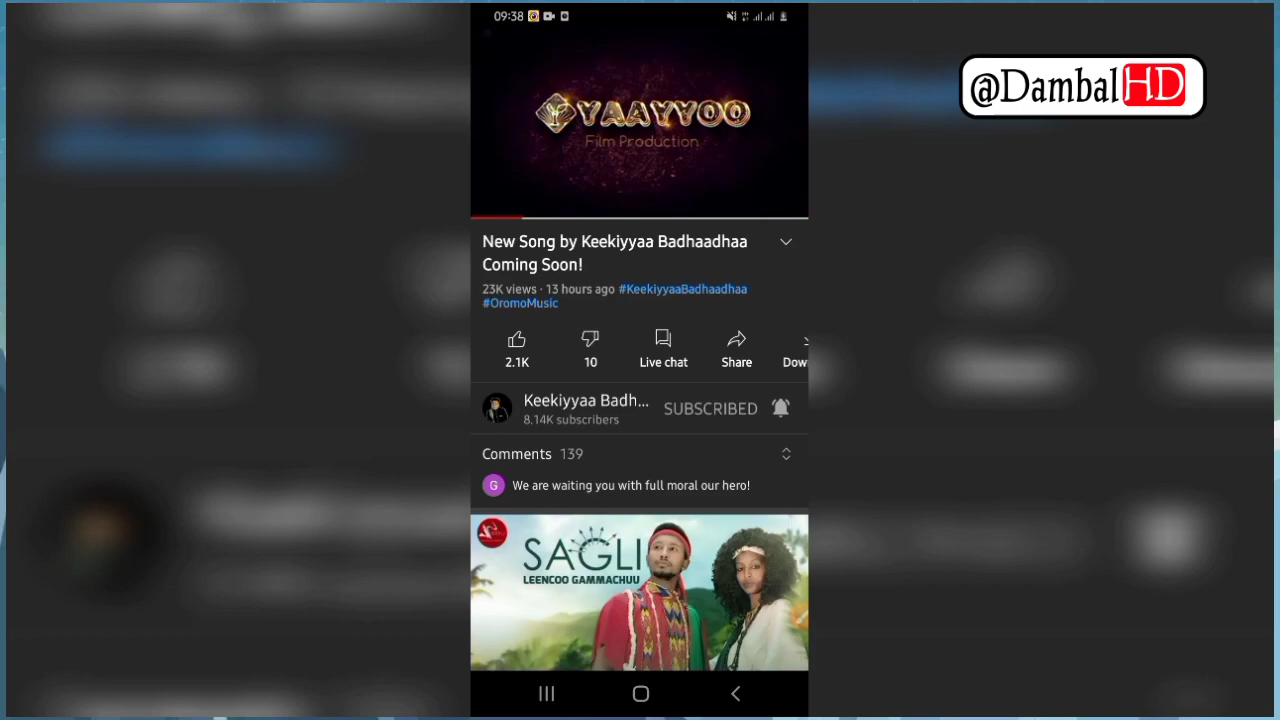 09:38
@DambalHD
YAAYYOO
Film Production
New Song by Keekiyyaa Badhaadhaa
Coming Soon!
23K views · 13 hours ago #KeekiyyaaBadhaadhaa
#OromoMusic
2.1K
10
Live chat
Share
Dow
Keekiyyaa Badh...
SUBSCRIBED
8.14K subscribers
Comments 139
G
We are waiting you with full moral our hero!
SAGLI
LEENCOO GAMMACHUU